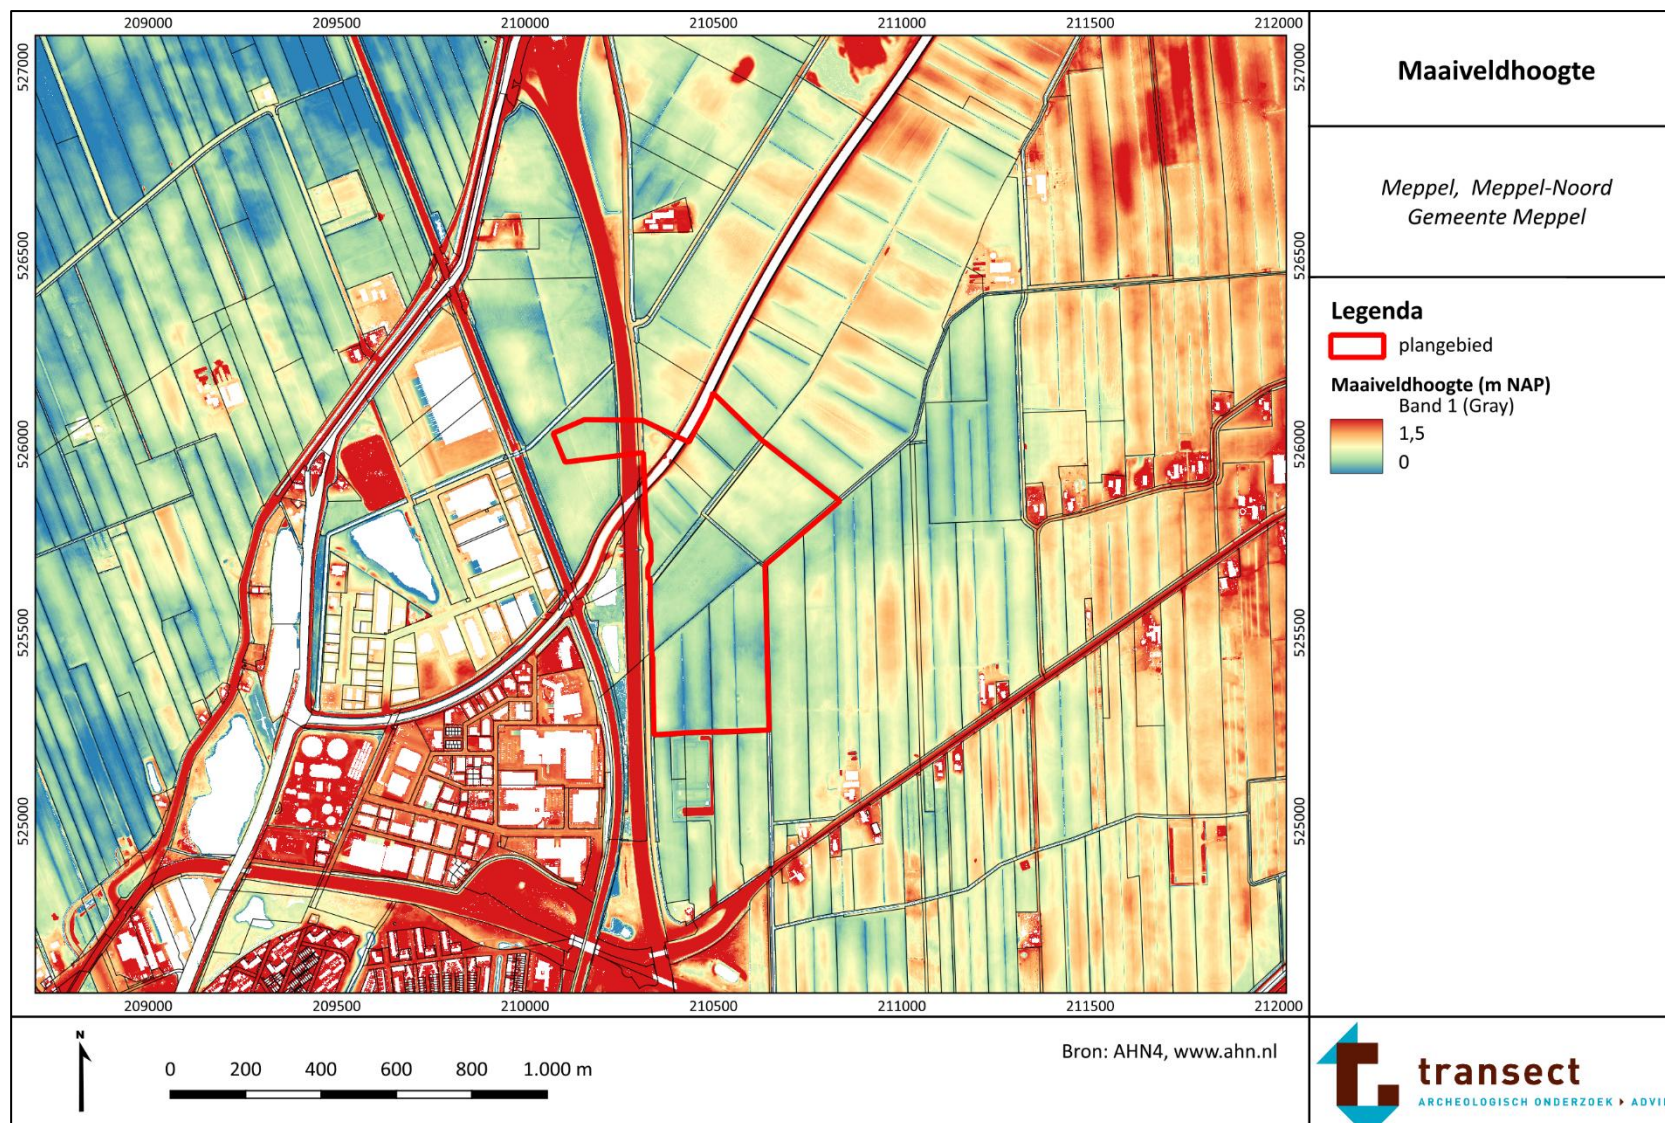 209000 209500 210000 210500 211000 211500 212000
527000 527000
526500 526500
526000 526000
525500 525500
525000 525000
209000 209500 210000 210500 211000 211500 212000
Maaiveldhoogte
Meppel, Meppel-Noord
Gemeente Meppel
Legenda
plangebied
Maaiveldhoogte (m NAP)
Band 1 (Gray)
1,5
0
N
0 200 400 600 800 1.000 m
Bron: AHN4, www.ahn.nl
transect
ARCHEOLOGISCH ONDERZOEK ▸ ADVIE